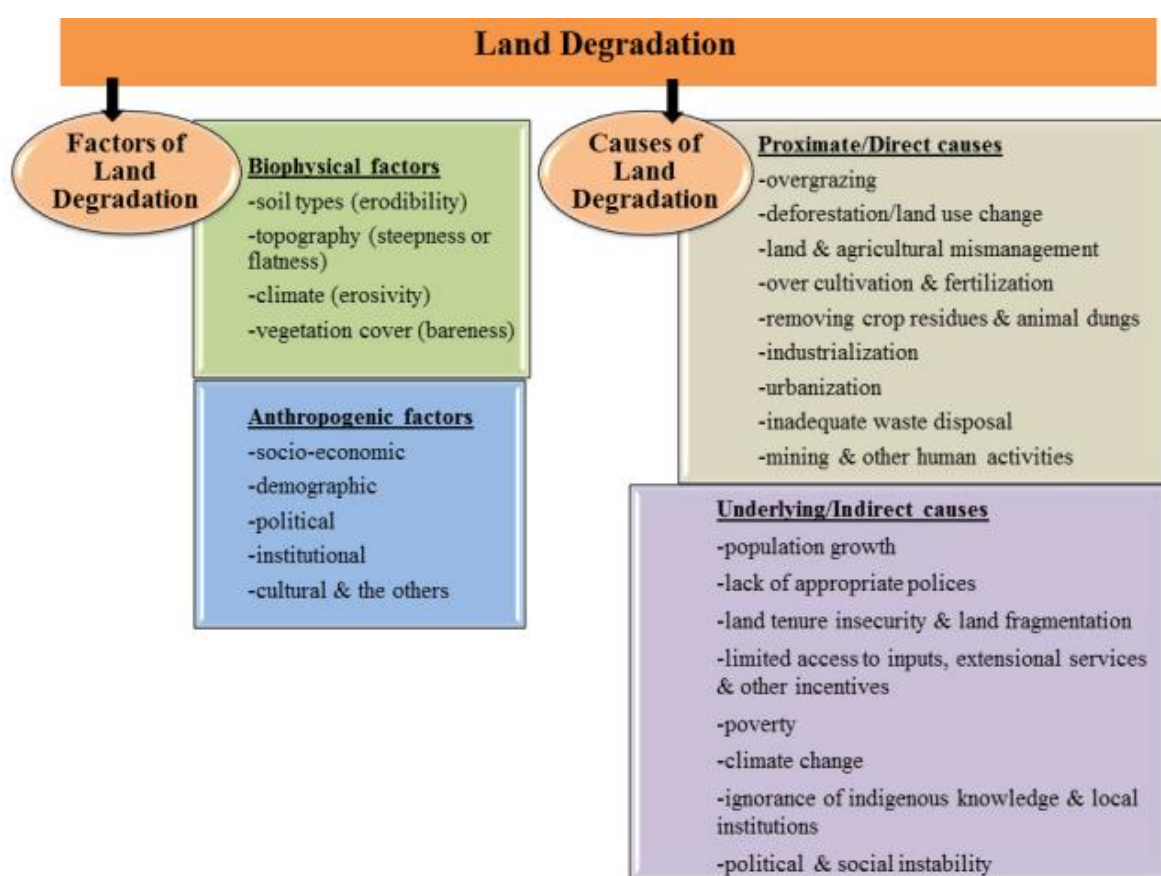 Land Degradation
Factors of
Land
Degradation
Biophysical factors
-soil types (erodibility)
-topography (steepness or
flatness)
-climate (erosivity)
-vegetation cover (bareness)
Anthropogenic factors
-socio-economic
-demographic
-political
-institutional
-cultural & the others
Causes of
Land
Degradation
Proximate/Direct causes
-overgrazing
-deforestation/land use change
-land & agricultural mismanagement
-over cultivation & fertilization
-removing crop residues & animal dungs
-industrialization
-urbanization
-inadequate waste disposal
-mining & other human activities
Underlying/Indirect causes
-population growth
-lack of appropriate polices
-land tenure insecurity & land fragmentation
-limited access to inputs, extensional services
& other incentives
-poverty
-climate change
-ignorance of indigenous knowledge & local
institutions
-political & social instability